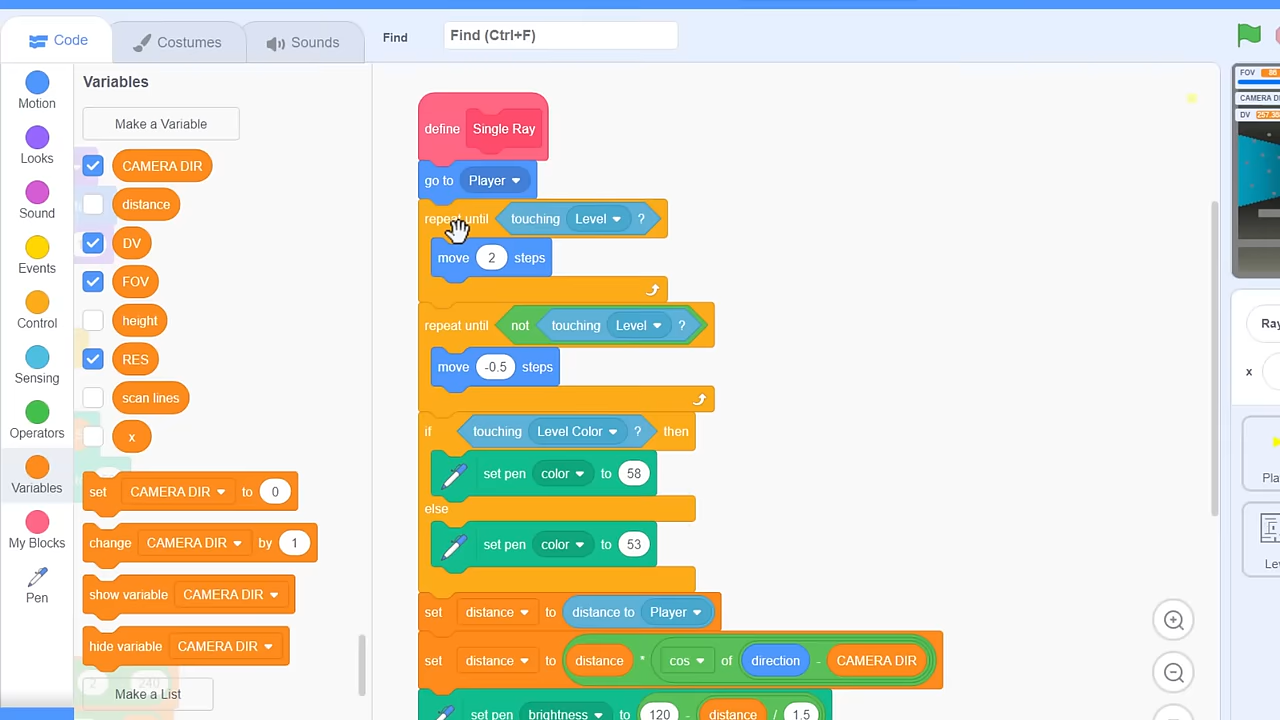 Code
Costumes
Sounds
Find
Find (Ctrl+F)
Motion
Looks
Sound
Events
Control
Sensing
Operators
Variables
My Blocks
Pen
Variables
Make a Variable
CAMERA DIR
distance
DV
FOV
height
RES
scan lines
x
set CAMERA DIR to 0
change CAMERA DIR by 1
show variable CAMERA DIR
hide variable CAMERA DIR
Make a List
define Single Ray
go to Player
repeat until touching Level ?
move 2 steps
repeat until not touching Level ?
move -0.5 steps
if touching Level Color ? then
set pen color to 58
else
set pen color to 53
set distance to distance to Player
set distance to distance * cos of direction - CAMERA DIR
set pen brightness to 120 - distance / 1.5
FOV
CAMERA DI
DV
Ray
x
Pla
Lev